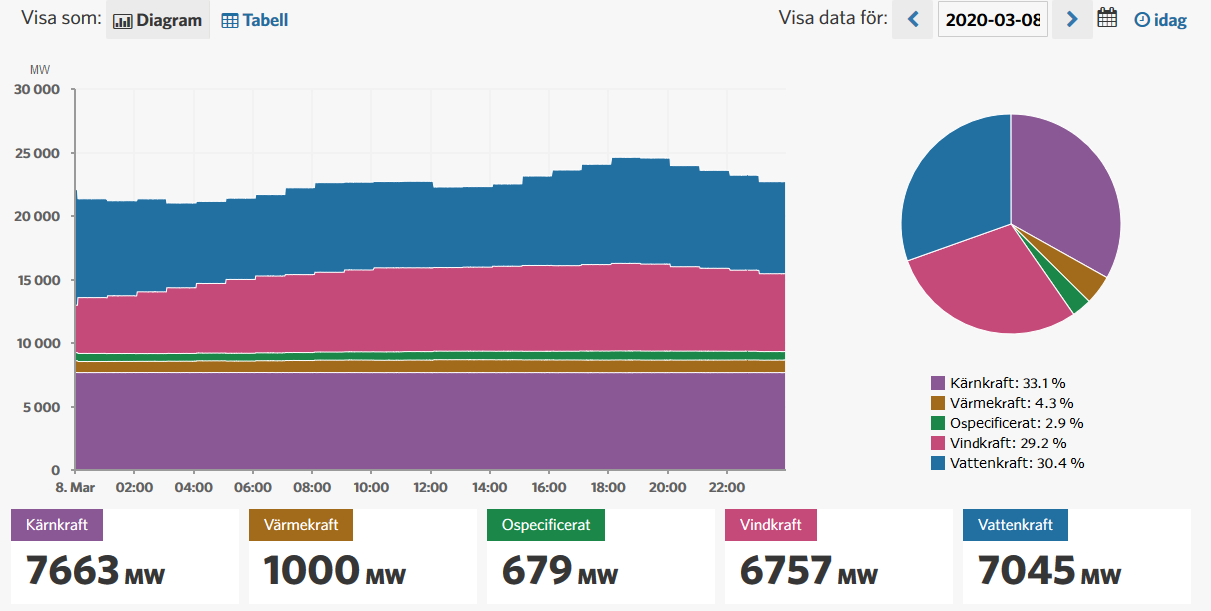 Visa som: Diagram Tabell Visa data för: 2020-03-08 idag
MW
30 000
25 000
20 000
15 000
10 000
5 000
0
8. Mar 02:00 04:00 06:00 08:00 10:00 12:00 14:00 16:00 18:00 20:00 22:00
Kärnkraft: 33.1 %
Värmekraft: 4.3 %
Ospecificerat: 2.9 %
Vindkraft: 29.2 %
Vattenkraft: 30.4 %
Kärnkraft Värmekraft Ospecificerat Vindkraft Vattenkraft
7663 MW 1000 MW 679 MW 6757 MW 7045 MW